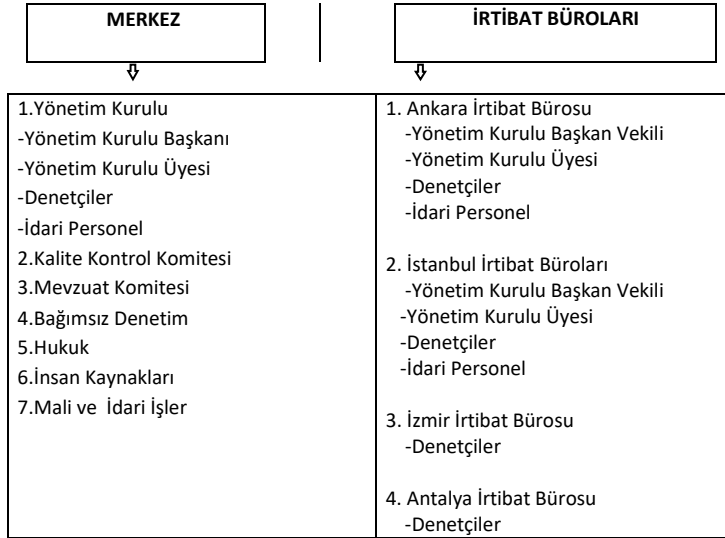 MERKEZ
İRTİBAT BÜROLARI
1.Yönetim Kurulu
-Yönetim Kurulu Başkanı
-Yönetim Kurulu Üyesi
-Denetçiler
-İdari Personel
2.Kalite Kontrol Komitesi
3.Mevzuat Komitesi
4.Bağımsız Denetim
5.Hukuk
6.İnsan Kaynakları
7.Mali ve İdari İşler
1. Ankara İrtibat Bürosu
-Yönetim Kurulu Başkan Vekili
-Yönetim Kurulu Üyesi
-Denetçiler
-İdari Personel
2. İstanbul İrtibat Büroları
-Yönetim Kurulu Başkan Vekili
-Yönetim Kurulu Üyesi
-Denetçiler
-İdari Personel
3. İzmir İrtibat Bürosu
-Denetçiler
4. Antalya İrtibat Bürosu
-Denetçiler